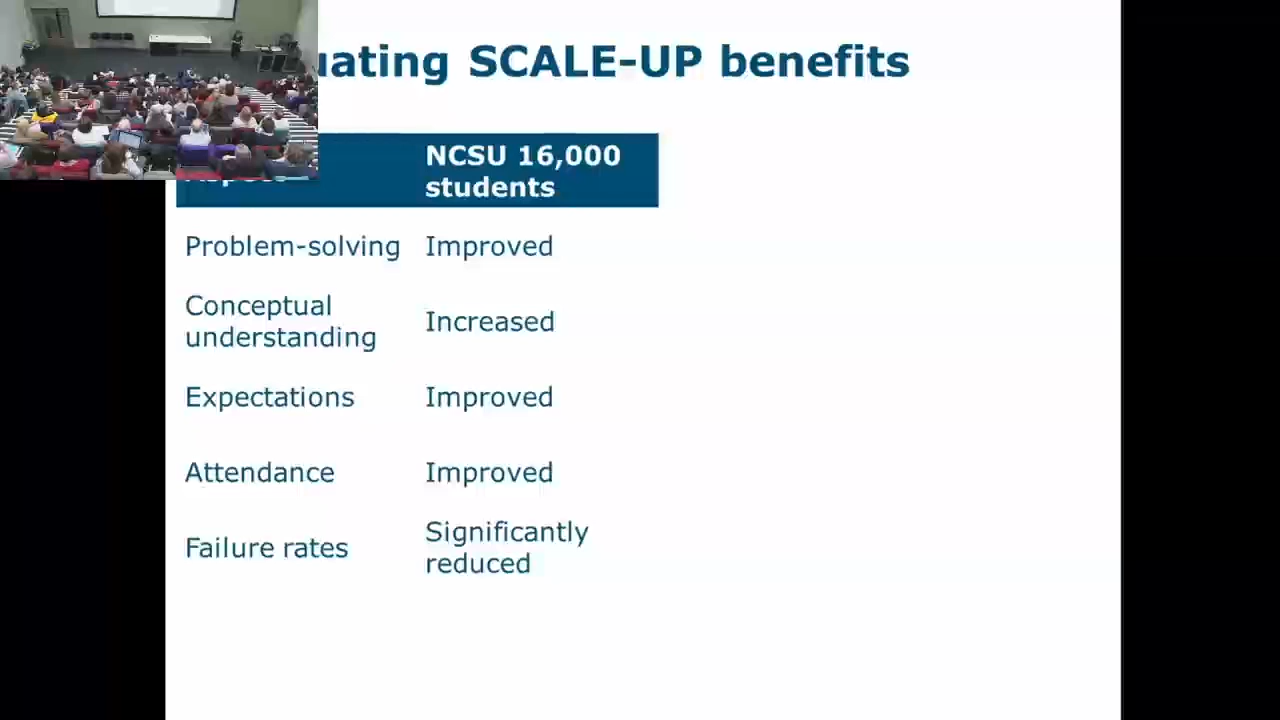 uating SCALE-UP benefits
NCSU 16,000
students
Problem-solving Improved
Conceptual
understanding
Increased
Expectations Improved
Attendance Improved
Failure rates
Significantly
reduced